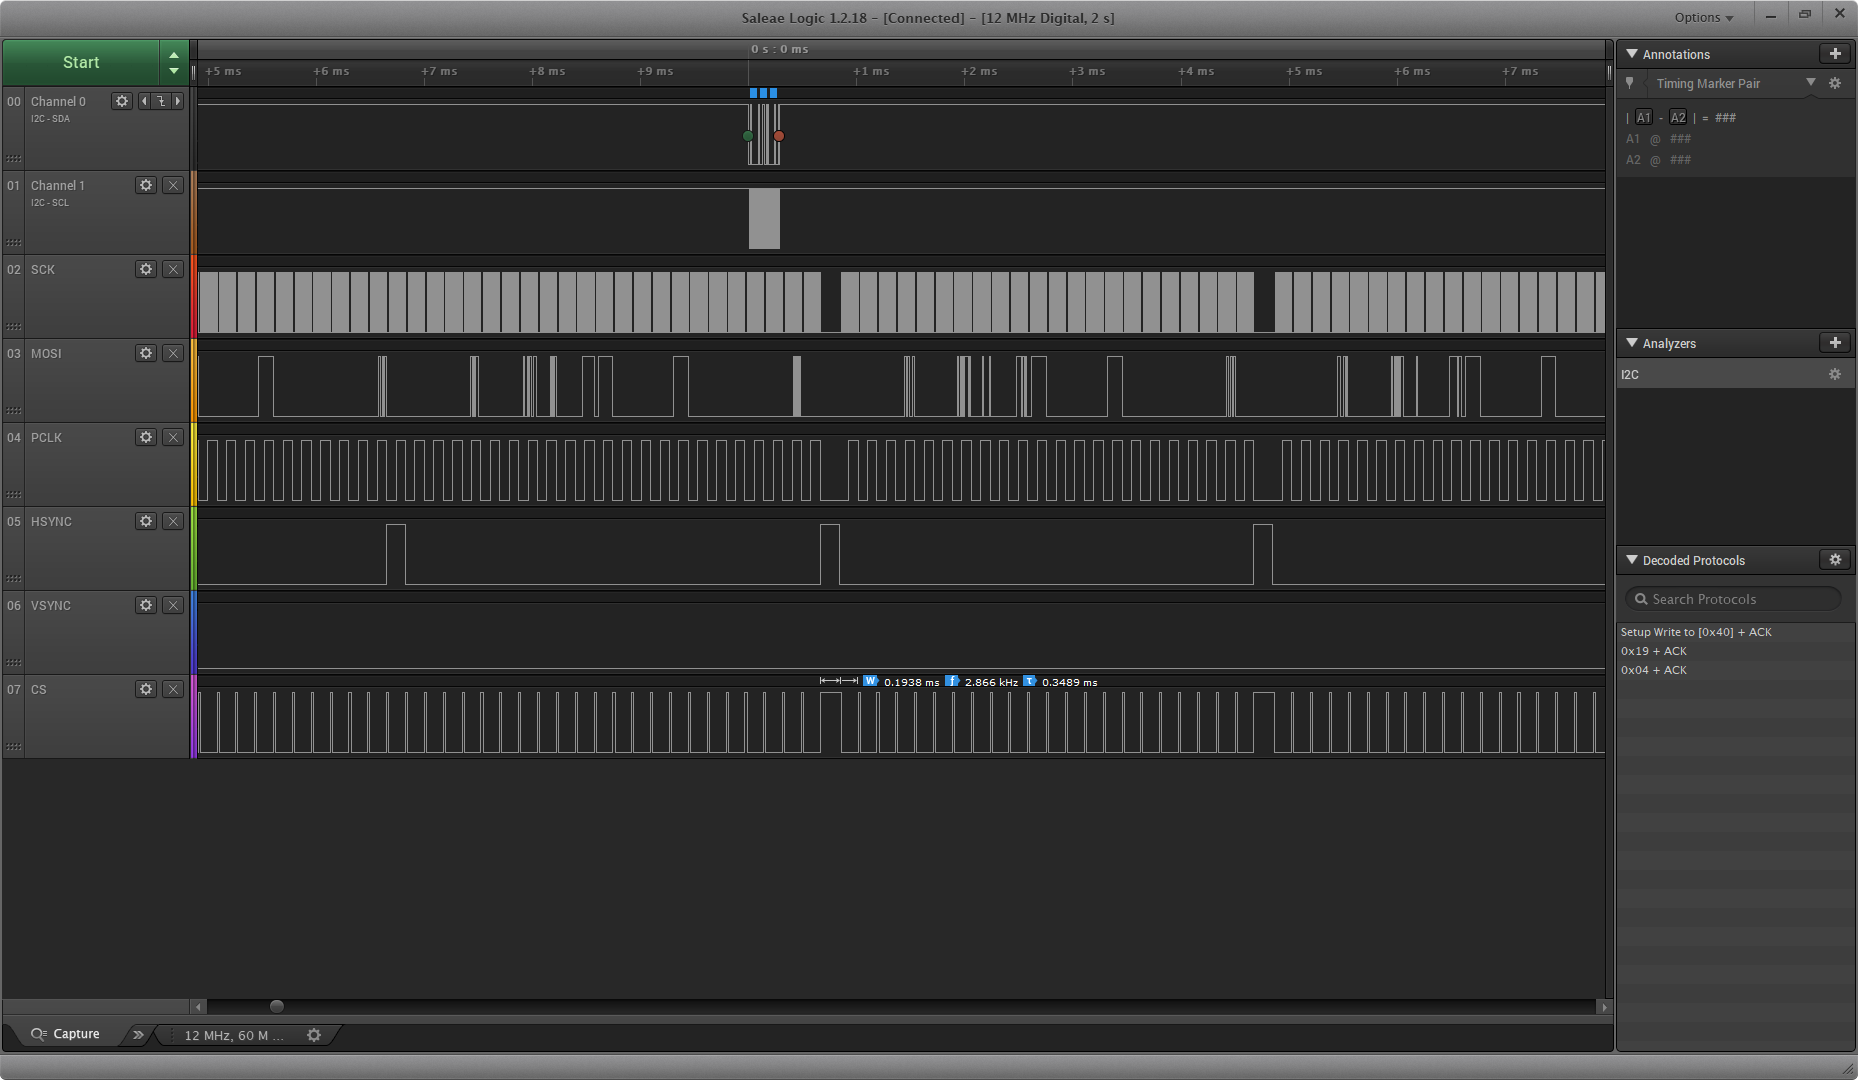 Saleae Logic 1.2.18 - [Connected] - [12 MHz Digital, 2 s]
Options
Start
0 s : 0 ms
+5 ms +6 ms +7 ms +8 ms +9 ms +1 ms +2 ms +3 ms +4 ms +5 ms +6 ms +7 ms
00 Channel 0
I2C - SDA
01 Channel 1
I2C - SCL
02 SCK
03 MOSI
04 PCLK
05 HSYNC
06 VSYNC
07 CS
W 0.1938 ms f 2.866 kHz T 0.3489 ms
Capture
12 MHz, 60 M ...
Annotations
Timing Marker Pair
| A1 - A2 | = ###
A1 @ ###
A2 @ ###
Analyzers
I2C
Decoded Protocols
Search Protocols
Setup Write to [0x40] + ACK
0x19 + ACK
0x04 + ACK